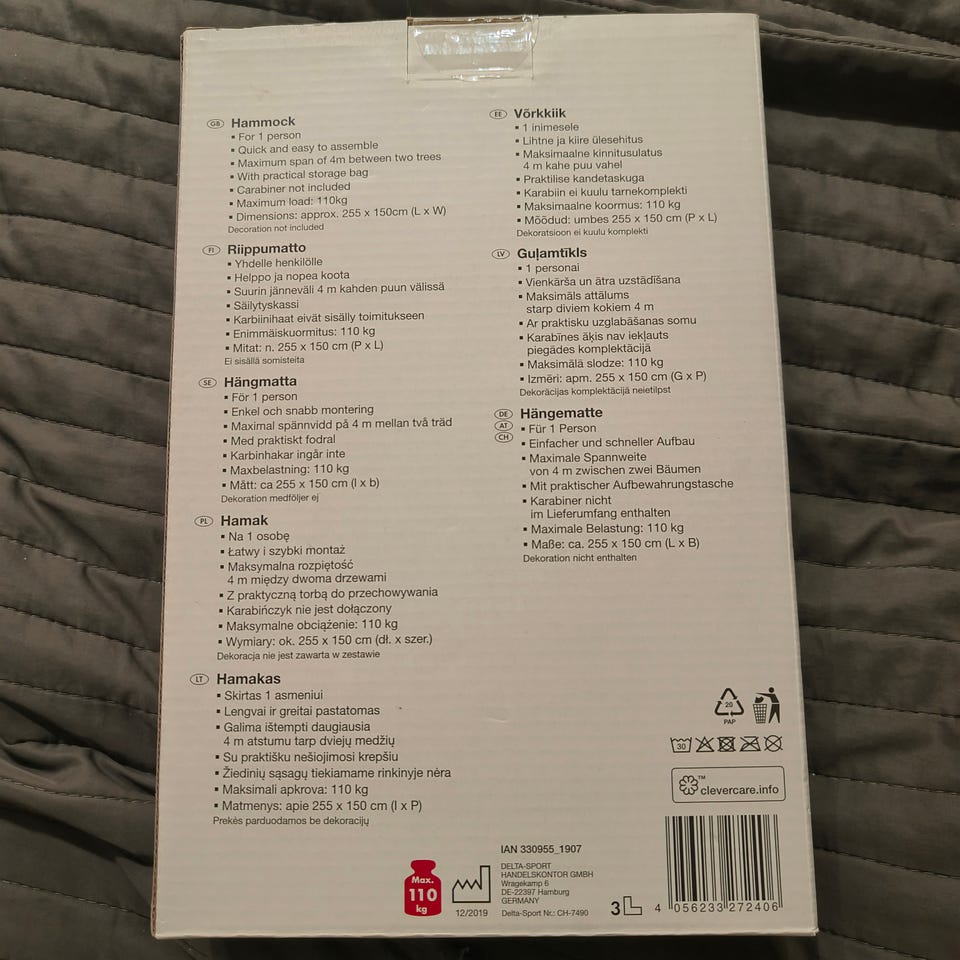 GB Hammock
▪ For 1 person
▪ Quick and easy to assemble
▪ Maximum span of 4m between two trees
▪ With practical storage bag
▪ Carabiner not included
▪ Maximum load: 110kg
▪ Dimensions: approx. 255 x 150cm (L x W)
Decoration not included
FI Riippumatto
▪ Yhdelle henkilölle
▪ Helppo ja nopea koota
▪ Suurin jänneväli 4 m kahden puun välissä
▪ Säilytyskassi
▪ Karbiinihaat eivät sisälly toimitukseen
▪ Enimmäiskuormitus: 110 kg
▪ Mitat: n. 255 x 150 cm (P x L)
Ei sisällä somisteita
SE Hängmatta
▪ För 1 person
▪ Enkel och snabb montering
▪ Maximal spännvidd på 4 m mellan två träd
▪ Med praktiskt fodral
▪ Karbinhakar ingår inte
▪ Maxbelastning: 110 kg
▪ Mått: ca 255 x 150 cm (l x b)
Dekoration medföljer ej
PL Hamak
▪ Na 1 osobę
▪ Łatwy i szybki montaż
▪ Maksymalna rozpiętość
4 m między dwoma drzewami
▪ Z praktyczną torbą do przechowywania
▪ Karabińczyk nie jest dołączony
▪ Maksymalne obciążenie: 110 kg
▪ Wymiary: ok. 255 x 150 cm (dł. x szer.)
Dekoracja nie jest zawarta w zestawie
LT Hamakas
▪ Skirtas 1 asmeniui
▪ Lengvai ir greitai pastatomas
▪ Galima ištempti daugiausia
4 m atstumu tarp dviejų medžių
▪ Su praktišku nešiojimosi krepšiu
▪ Žiedinių sąsagų tiekiamame rinkinyje nėra
▪ Maksimali apkrova: 110 kg
▪ Matmenys: apie 255 x 150 cm (I x P)
Prekės parduodamos be dekoracijų
EE Võrkkiik
▪ 1 inimesele
▪ Lihtne ja kiire ülesehitus
▪ Maksimaalne kinnitusulatus
4 m kahe puu vahel
▪ Praktilise kandetaskuga
▪ Karabiin ei kuulu tarnekomplekti
▪ Maksimaalne koormus: 110 kg
▪ Mõõdud: umbes 255 x 150 cm (P x L)
Dekoratsioon ei kuulu komplekti
LV Guļamtīkls
▪ 1 personai
▪ Vienkārša un ātra uzstādīšana
▪ Maksimāls attālums
starp diviem kokiem 4 m
▪ Ar praktisku uzglabāšanas somu
▪ Karabīnes āķis nav iekļauts
piegādes komplektācijā
▪ Maksimālā slodze: 110 kg
▪ Izmēri: apm. 255 x 150 cm (G x P)
Dekorācijas komplektācijā neietilpst
DE AT CH Hängematte
▪ Für 1 Person
▪ Einfacher und schneller Aufbau
▪ Maximale Spannweite
von 4 m zwischen zwei Bäumen
▪ Mit praktischer Aufbewahrungstasche
▪ Karabiner nicht
im Lieferumfang enthalten
▪ Maximale Belastung: 110 kg
▪ Maße: ca. 255 x 150 cm (L x B)
Dekoration nicht enthalten
20
PAP
30
™
clevercare.info
Max.
110
kg
12/2019
IAN 330955_1907
DELTA-SPORT
HANDELSKONTOR GMBH
Wragekamp 6
DE-22397 Hamburg
GERMANY
Delta-Sport Nr.: CH-7490
3L
4 056233 272406